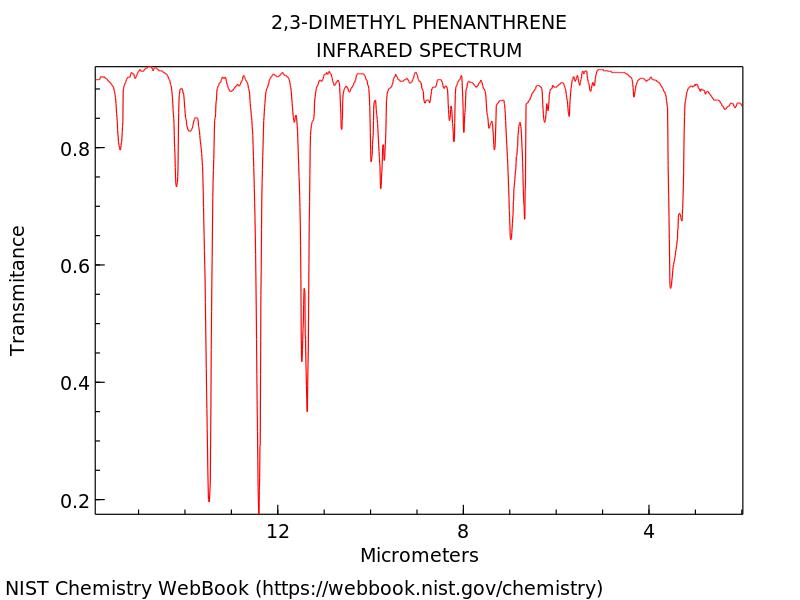 2,3-DIMETHYL PHENANTHRENE
INFRARED SPECTRUM
0.8
0.6
0.4
0.2
Transmitance
12 8 4
Micrometers
NIST Chemistry WebBook (https://webbook.nist.gov/chemistry)